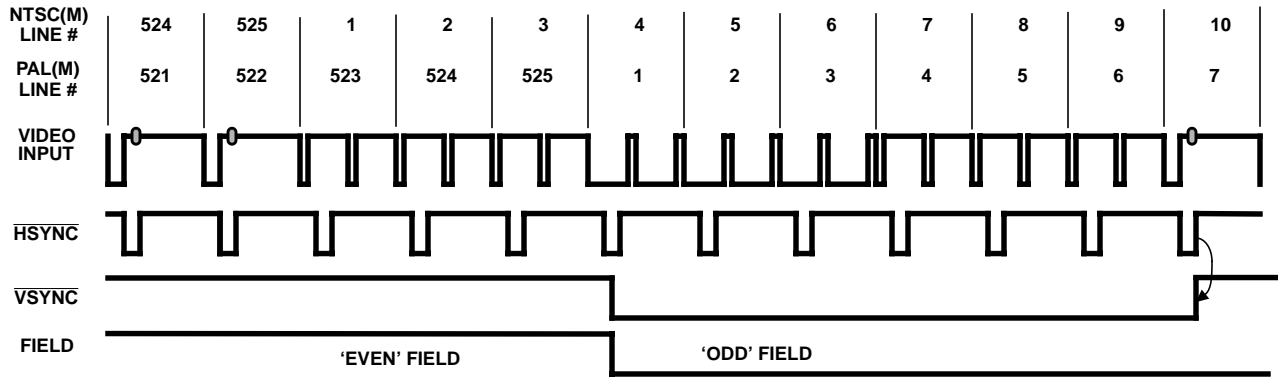 NTSC(M)
LINE #
524 525 1 2 3 4 5 6 7 8 9 10
PAL(M)
LINE #
521 522 523 524 525 1 2 3 4 5 6 7
VIDEO
INPUT
HSYNC
VSYNC
FIELD
‘EVEN’ FIELD
‘ODD’ FIELD